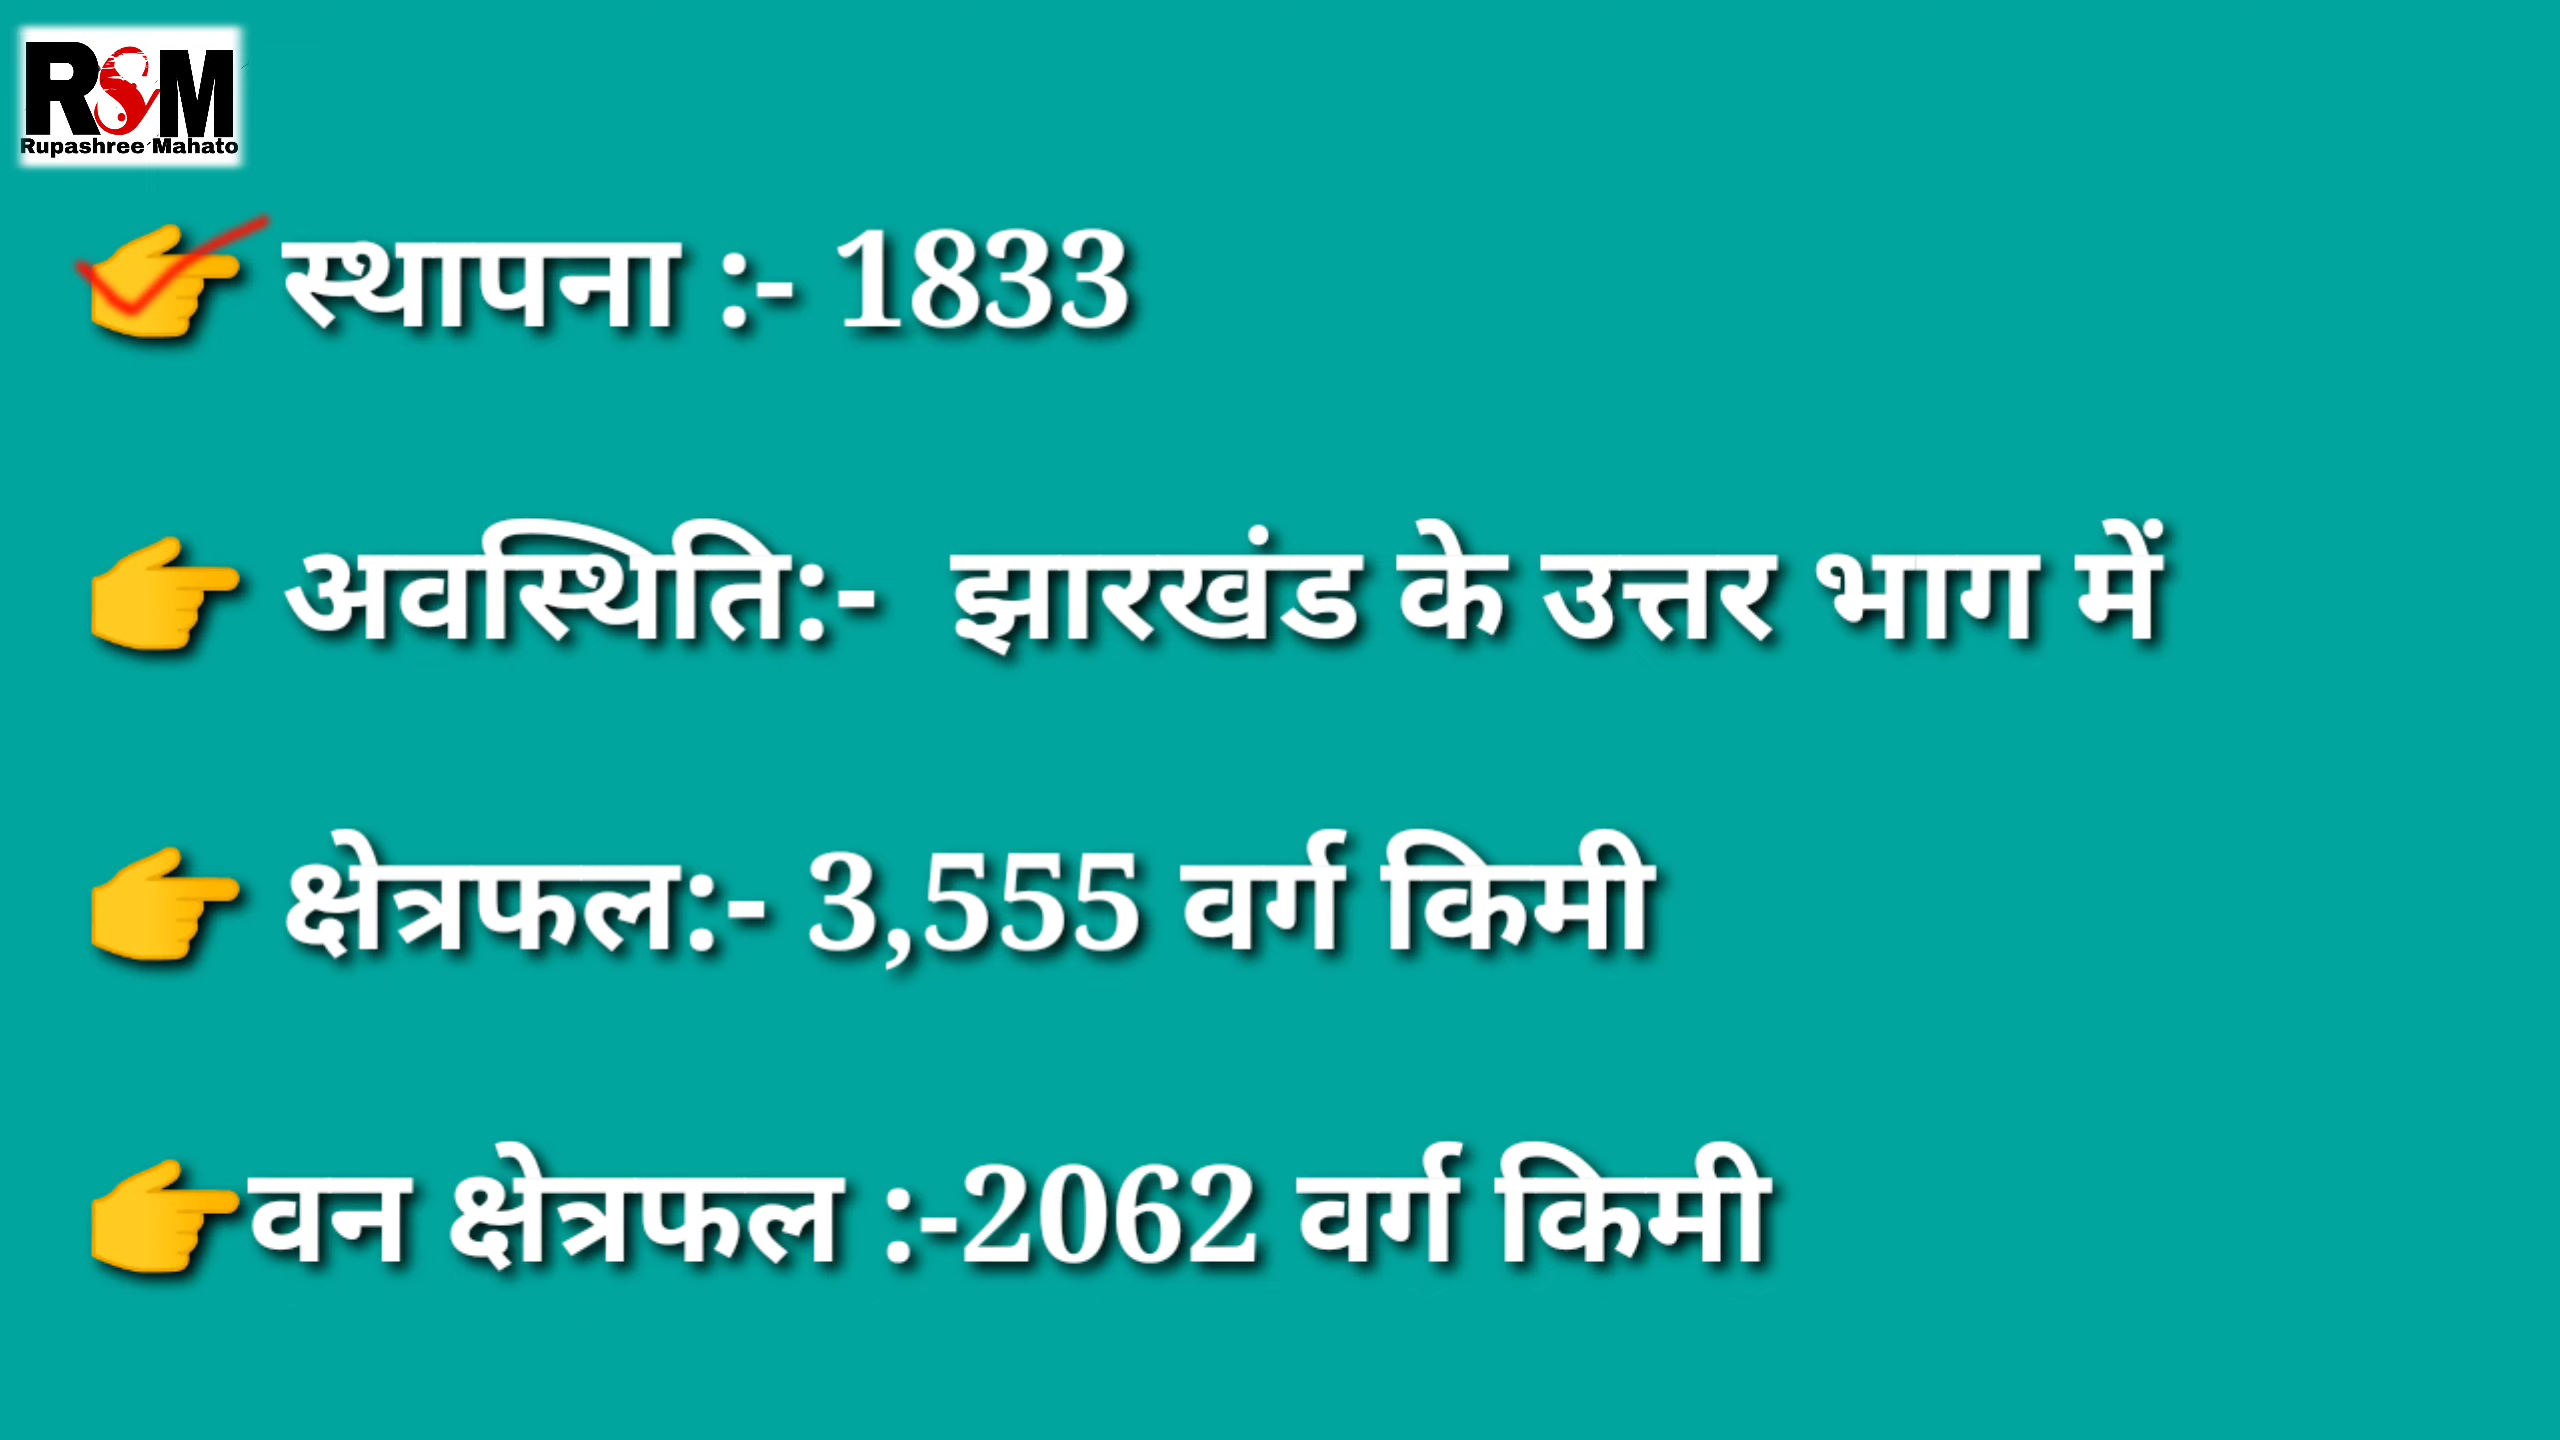 RSM
Rupashree Mahato
👉 स्थापना :- 1833
👉 अवस्थिति:- झारखंड के उत्तर भाग में
👉 क्षेत्रफल:- 3,555 वर्ग किमी
👉वन क्षेत्रफल :-2062 वर्ग किमी